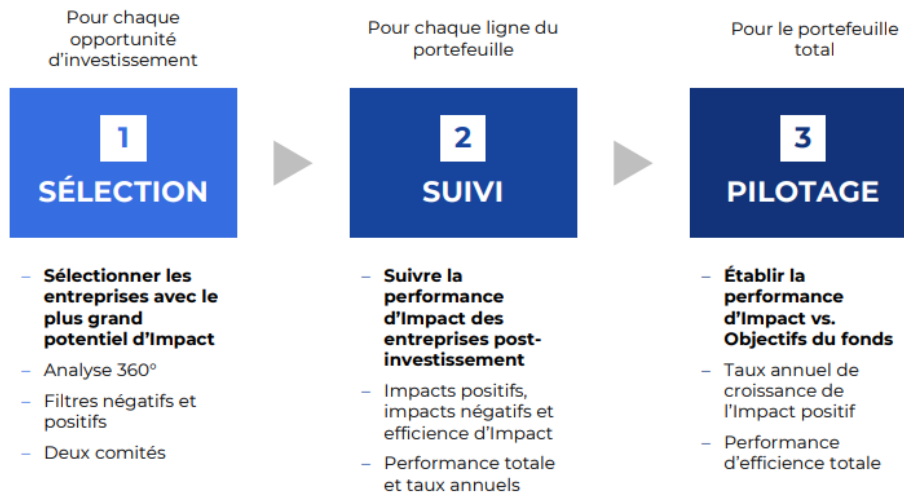 Pour chaque
opportunité
d'investissement
1
SÉLECTION
– Sélectionner les
entreprises avec le
plus grand
potentiel d'Impact
– Analyse 360°
– Filtres négatifs et
positifs
– Deux comités
Pour chaque ligne du
portefeuille
2
SUIVI
– Suivre la
performance
d'Impact des
entreprises post-
investissement
– Impacts positifs,
impacts négatifs et
efficience d'Impact
– Performance totale
et taux annuels
Pour le portefeuille
total
3
PILOTAGE
– Établir la
performance
d'Impact vs.
Objectifs du fonds
– Taux annuel de
croissance de
l'Impact positif
– Performance
d'efficience totale